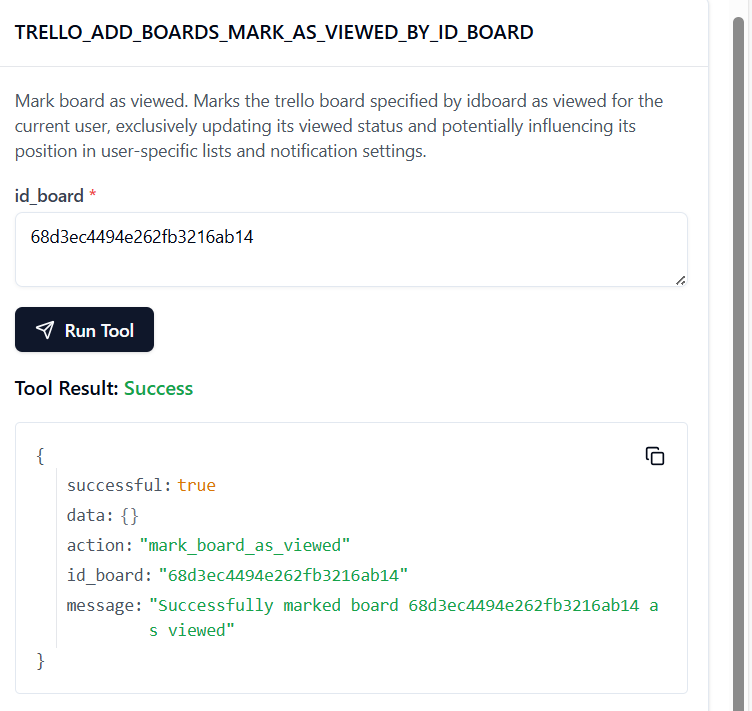 TRELLO_ADD_BOARDS_MARK_AS_VIEWED_BY_ID_BOARD
Mark board as viewed. Marks the trello board specified by idboard as viewed for the
current user, exclusively updating its viewed status and potentially influencing its
position in user-specific lists and notification settings.
id_board *
68d3ec4494e262fb3216ab14
Run Tool
Tool Result: Success
{
successful: true
data: {}
action: "mark_board_as_viewed"
id_board: "68d3ec4494e262fb3216ab14"
message: "Successfully marked board 68d3ec4494e262fb3216ab14 a
s viewed"
}